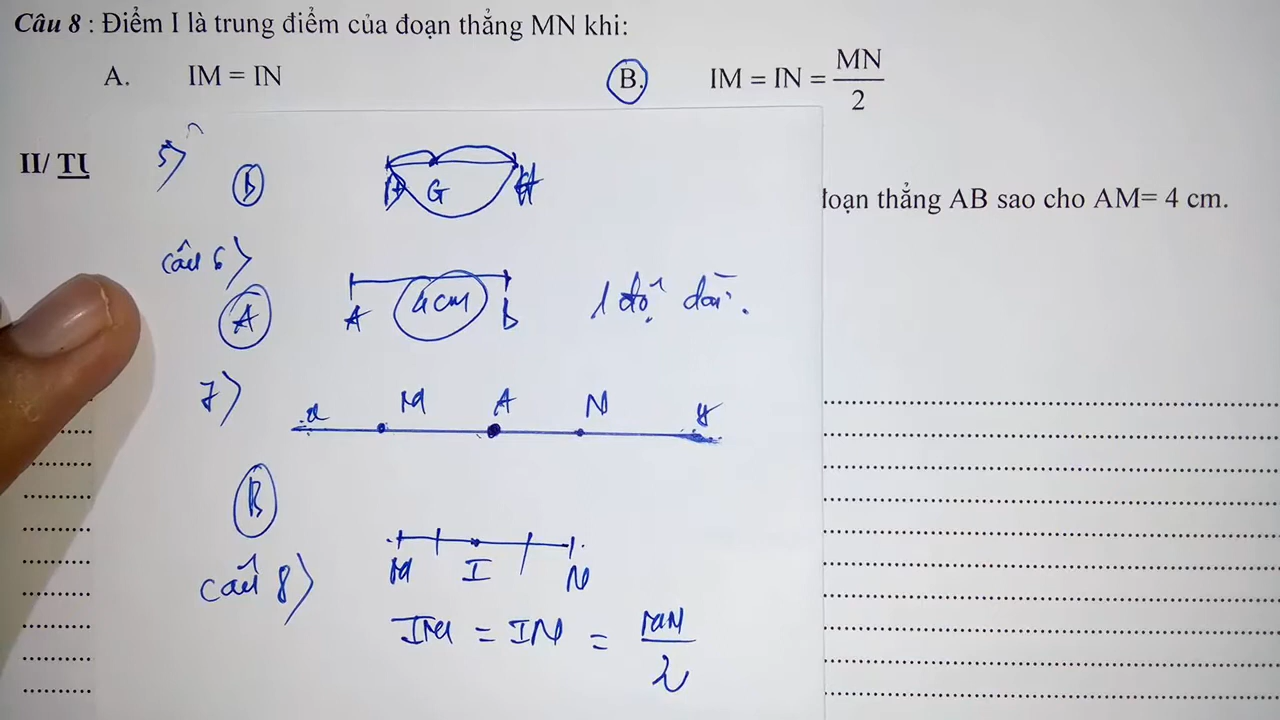 Câu 8 : Điểm I là trung điểm của đoạn thẳng MN khi:
A. IM = IN B. IM = IN = MN/2
II/ TỰ
5)
B G H
đoạn thẳng AB sao cho AM= 4 cm.
Câu 6)
A A 4cm B 1 độ dài.
7)
x M A N y
B
M I N
Câu 8)
IM = IN = MN/2